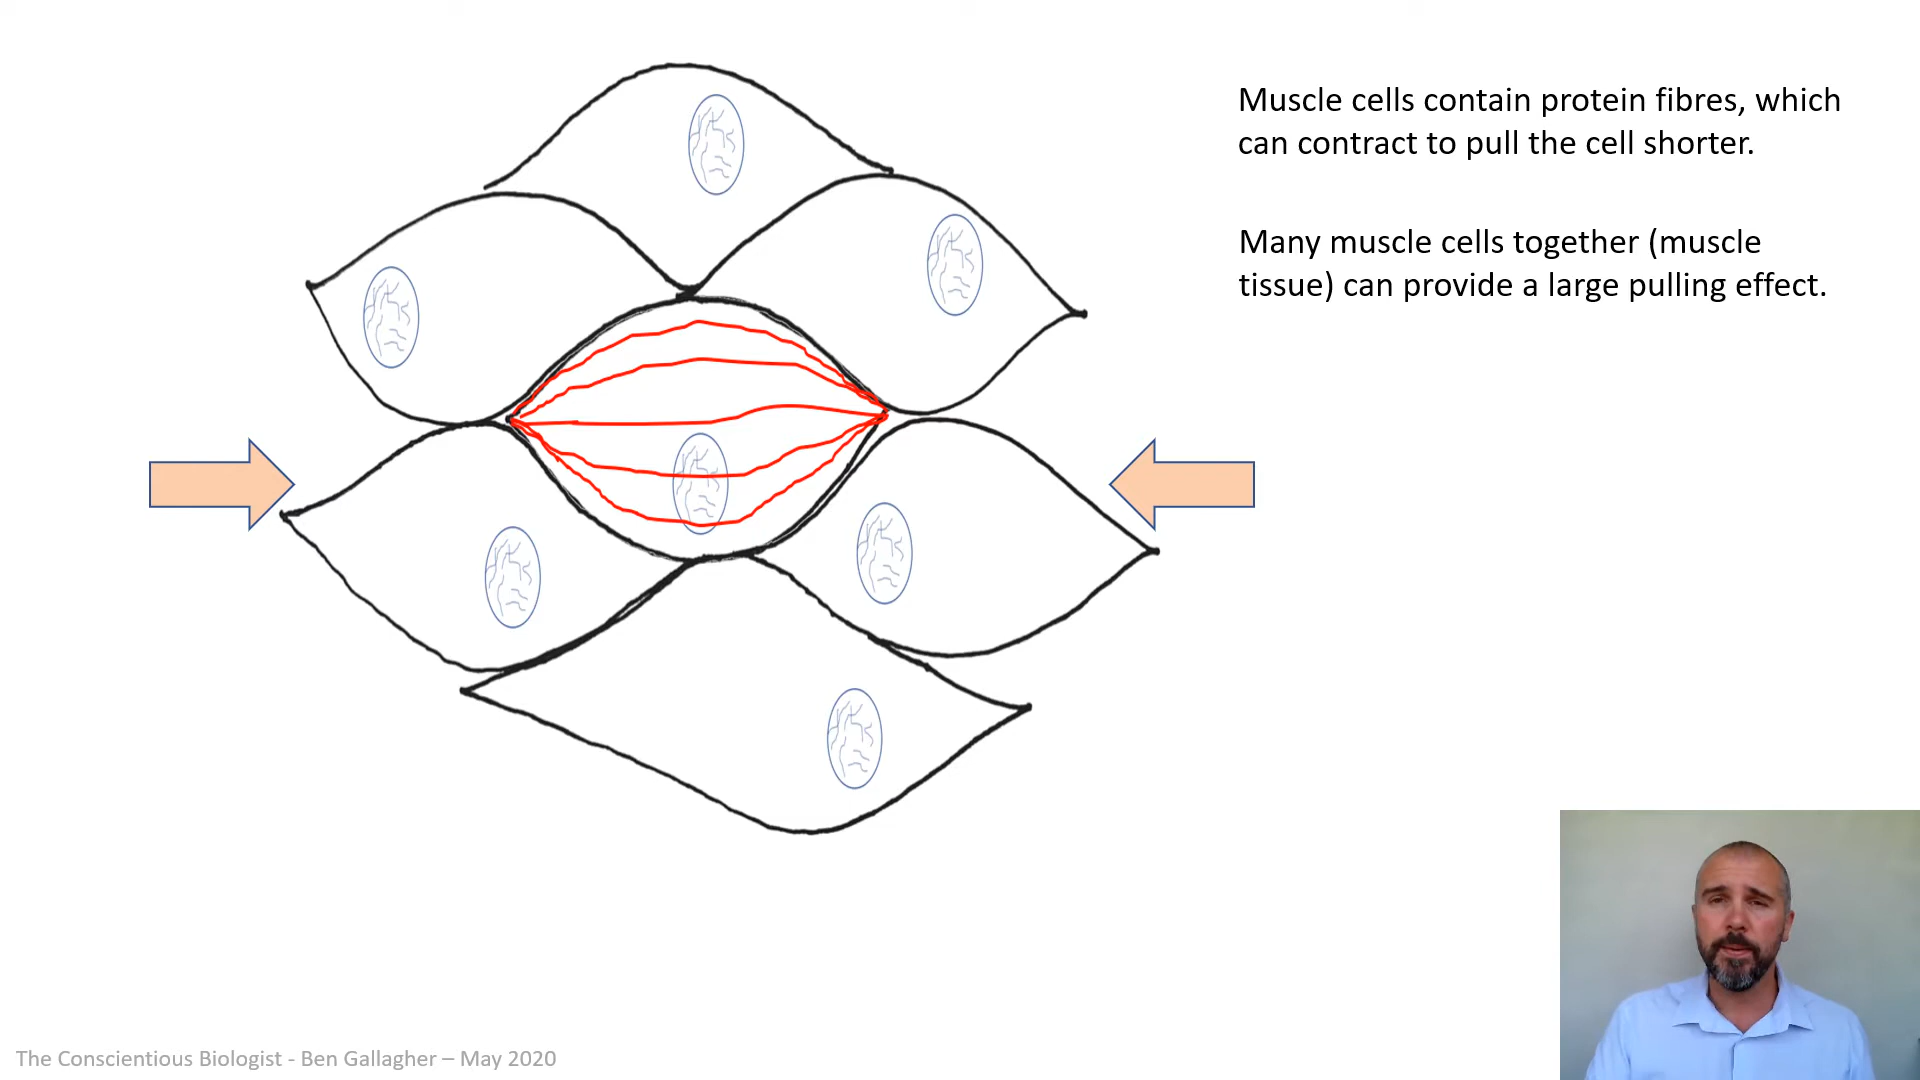 Muscle cells contain protein fibres, which
can contract to pull the cell shorter.
Many muscle cells together (muscle
tissue) can provide a large pulling effect.
The Conscientious Biologist - Ben Gallagher – May 2020